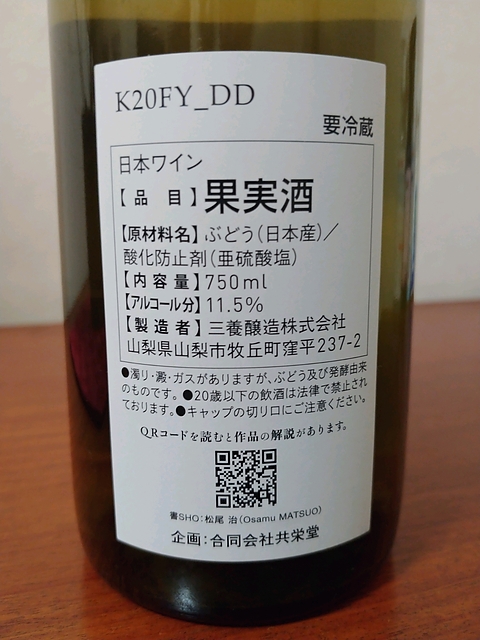 K20FY_DD
要冷蔵
日本ワイン
【品 目】果実酒
【原材料名】ぶどう(日本産)／
酸化防止剤(亜硫酸塩)
【内容量】750ml
【アルコール分】11.5%
【製造者】三養醸造株式会社
山梨県山梨市牧丘町窪平237-2
●濁り・澱・ガスがありますが、ぶどう及び発酵由来
のものです。●20歳以下の飲酒は法律で禁止され
ております。●キャップの切り口にご注意ください。
QRコードを読むと作品の解説があります。
書SHO：松尾 治(Osamu MATSUO)
企画：合同会社共栄堂